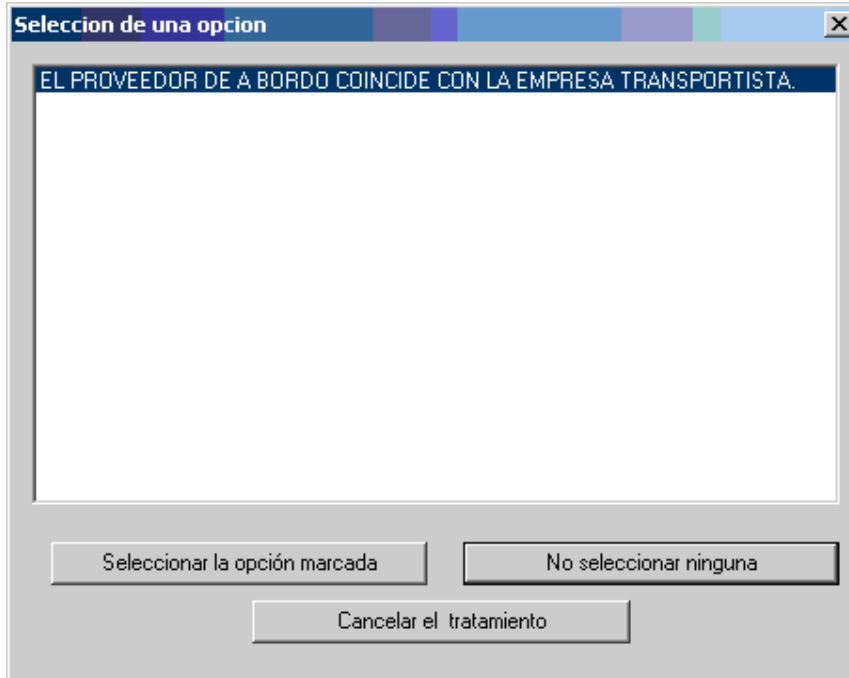 Seleccion de una opcion
EL PROVEEDOR DE A BORDO COINCIDE CON LA EMPRESA TRANSPORTISTA.
Seleccionar la opción marcada
No seleccionar ninguna
Cancelar el tratamiento